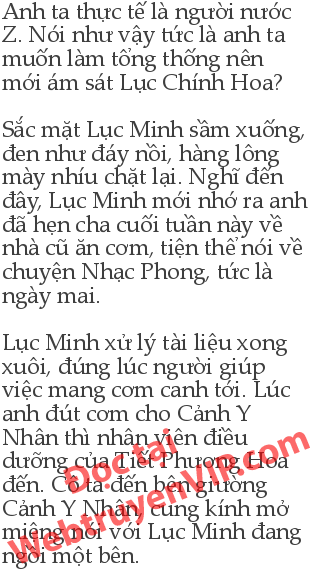 Anh ta thực tế là người nước
Z. Nói như vậy tức là anh ta
muốn làm tổng thống nên
mới ám sát Lục Chính Hoa?
Sắc mặt Lục Minh sầm xuống,
đen như đáy nồi, hàng lông
mày nhíu chặt lại. Nghĩ đến
đây, Lục Minh mới nhớ ra anh
đã hẹn cha cuối tuần này về
nhà cũ ăn cơm, tiện thể nói về
chuyện Nhạc Phong, tức là
ngày mai.
Lục Minh xử lý tài liệu xong
xuôi, đúng lúc người giúp
việc mang cơm canh tới. Lúc
anh đút cơm cho Cảnh Y
Nhân thì nhân viên điều
dưỡng của Tiết Phương Hoa
đến. Cô ta đến bên giường
Cảnh Y Nhân, cung kính mở
miệng nói với Lục Minh đang
ngồi một bên.
Đọc tại
WebtruyenVIP.com